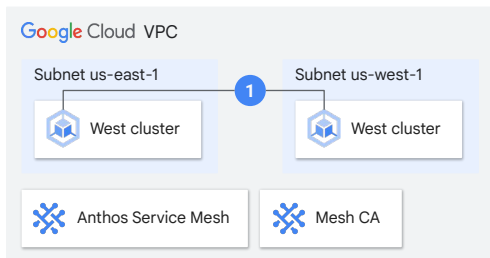 Google Cloud VPC
Subnet us-east-1
Subnet us-west-1
1
West cluster
West cluster
Anthos Service Mesh
Mesh CA